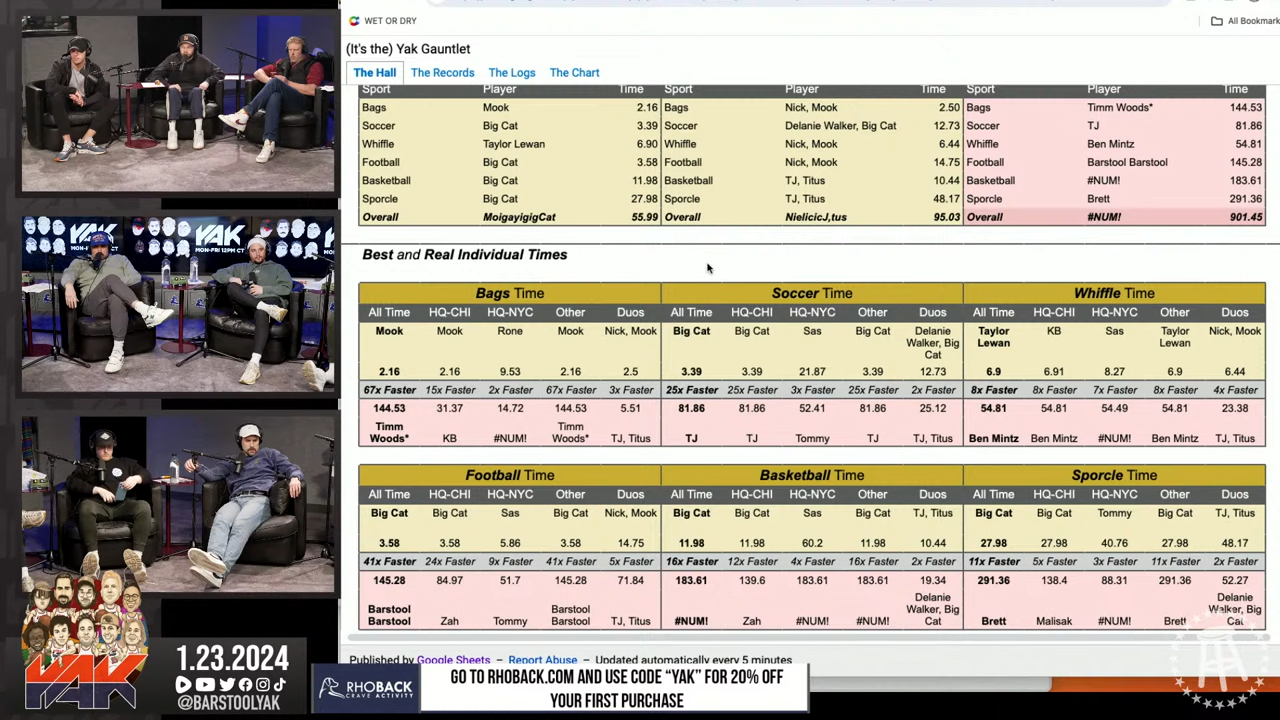 WET OR DRY
All Bookmark
(It's the) Yak Gauntlet
The Hall The Records The Logs The Chart
Sport Player Time Sport Player Time Sport Player Time
Bags Mook 2.16 Bags Nick, Mook 2.50 Bags Timm Woods* 144.53
Soccer Big Cat 3.39 Soccer Delanie Walker, Big Cat 12.73 Soccer TJ 81.86
Whiffle Taylor Lewan 6.90 Whiffle Nick, Mook 6.44 Whiffle Ben Mintz 54.81
Football Big Cat 3.58 Football Nick, Mook 14.75 Football Barstool Barstool 145.28
Basketball Big Cat 11.98 Basketball TJ, Titus 10.44 Basketball #NUM! 183.61
Sporcle Big Cat 27.98 Sporcle TJ, Titus 48.17 Sporcle Brett 291.36
Overall MoigayigigCat 55.99 Overall NielicicJ,tus 95.03 Overall #NUM! 901.45
Best and Real Individual Times
Bags Time Soccer Time Whiffle Time
All Time HQ-CHI HQ-NYC Other Duos All Time HQ-CHI HQ-NYC Other Duos All Time HQ-CHI HQ-NYC Other Duos
Mook Mook Rone Mook Nick, Mook Big Cat Big Cat Sas Big Cat Delanie Walker, Big Cat Taylor Lewan KB Sas Taylor Lewan Nick, Mook
2.16 2.16 9.53 2.16 2.5 3.39 3.39 21.87 3.39 12.73 6.9 6.91 8.27 6.9 6.44
67x Faster 15x Faster 2x Faster 67x Faster 3x Faster 25x Faster 25x Faster 3x Faster 25x Faster 2x Faster 8x Faster 8x Faster 7x Faster 8x Faster 4x Faster
144.53 31.37 14.72 144.53 5.51 81.86 81.86 52.41 81.86 25.12 54.81 54.81 54.49 54.81 23.38
Timm Woods* KB #NUM! Timm Woods* TJ, Titus TJ TJ Tommy TJ TJ, Titus Ben Mintz Ben Mintz #NUM! Ben Mintz TJ, Titus
Football Time Basketball Time Sporcle Time
All Time HQ-CHI HQ-NYC Other Duos All Time HQ-CHI HQ-NYC Other Duos All Time HQ-CHI HQ-NYC Other Duos
Big Cat Big Cat Sas Big Cat Nick, Mook Big Cat Big Cat Sas Big Cat TJ, Titus Big Cat Big Cat Tommy Big Cat TJ, Titus
3.58 3.58 5.86 3.58 14.75 11.98 11.98 60.2 11.98 10.44 27.98 27.98 40.76 27.98 48.17
41x Faster 24x Faster 9x Faster 41x Faster 5x Faster 16x Faster 12x Faster 4x Faster 16x Faster 2x Faster 11x Faster 5x Faster 3x Faster 11x Faster 2x Faster
145.28 84.97 51.7 145.28 71.84 183.61 139.6 183.61 183.61 19.34 291.36 138.4 88.31 291.36 52.27
Barstool Barstool Zah Tommy Barstool Barstool TJ, Titus #NUM! Zah #NUM! #NUM! Delanie Walker, Big Cat Brett Malisak #NUM! Brett Delanie Walker, Big Cat
Published by Google Sheets – Report Abuse – Updated automatically every 5 minutes
YAK
MON-FRI 12PM CT
YAK
1.23.2024
@BARSTOOLYAK
RHOBACK
CRAVE ACTIVITY
GO TO RHOBACK.COM AND USE CODE "YAK" FOR 20% OFF
YOUR FIRST PURCHASE